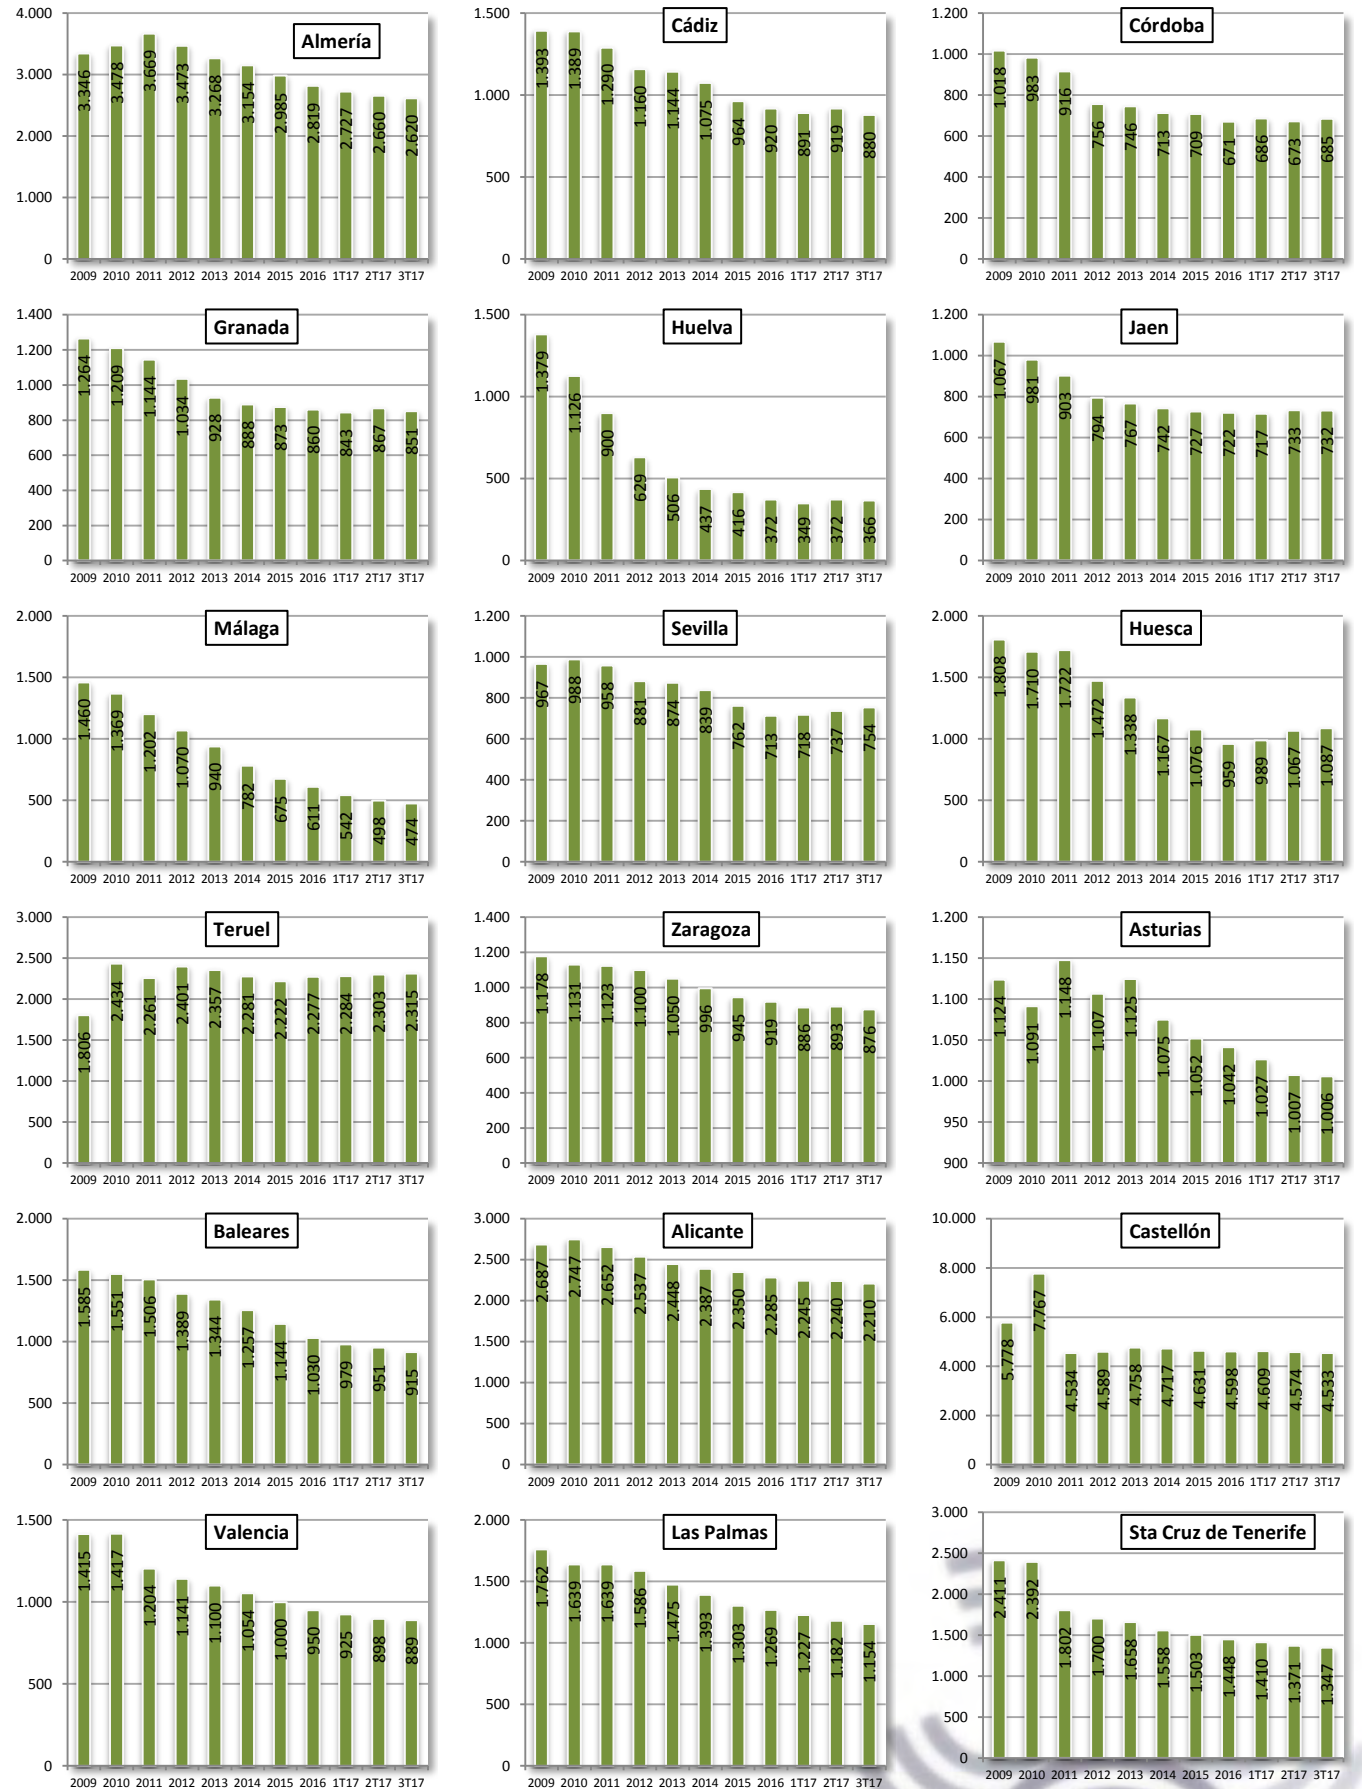 Almería
4.000
3.000
2.000
1.000
0
3.346 3.478 3.669 3.473 3.268 3.154 2.985 2.819 2.727 2.660 2.620
2009 2010 2011 2012 2013 2014 2015 2016 1T17 2T17 3T17
Cádiz
1.500
1.000
500
0
1.393 1.389 1.290 1.160 1.144 1.075 964 920 891 919 880
2009 2010 2011 2012 2013 2014 2015 2016 1T17 2T17 3T17
Córdoba
1.200
1.000
800
600
400
200
0
1.018 983 916 756 746 713 709 671 686 673 685
2009 2010 2011 2012 2013 2014 2015 2016 1T17 2T17 3T17
Granada
1.400
1.200
1.000
800
600
400
200
0
1.264 1.209 1.144 1.034 928 888 873 860 843 867 851
2009 2010 2011 2012 2013 2014 2015 2016 1T17 2T17 3T17
Huelva
1.500
1.000
500
0
1.379 1.126 900 629 506 437 416 372 349 372 366
2009 2010 2011 2012 2013 2014 2015 2016 1T17 2T17 3T17
Jaen
1.200
1.000
800
600
400
200
0
1.067 981 903 794 767 742 727 722 717 733 732
2009 2010 2011 2012 2013 2014 2015 2016 1T17 2T17 3T17
Málaga
2.000
1.500
1.000
500
0
1.460 1.369 1.202 1.070 940 782 675 611 542 498 474
2009 2010 2011 2012 2013 2014 2015 2016 1T17 2T17 3T17
Sevilla
1.200
1.000
800
600
400
200
0
967 988 958 881 874 839 762 713 718 737 754
2009 2010 2011 2012 2013 2014 2015 2016 1T17 2T17 3T17
Huesca
2.000
1.500
1.000
500
0
1.808 1.710 1.722 1.472 1.338 1.167 1.076 959 989 1.067 1.087
2009 2010 2011 2012 2013 2014 2015 2016 1T17 2T17 3T17
Teruel
3.000
2.500
2.000
1.500
1.000
500
0
1.806 2.434 2.261 2.401 2.357 2.281 2.222 2.277 2.284 2.303 2.315
2009 2010 2011 2012 2013 2014 2015 2016 1T17 2T17 3T17
Zaragoza
1.400
1.200
1.000
800
600
400
200
0
1.178 1.131 1.123 1.100 1.050 996 945 919 886 893 876
2009 2010 2011 2012 2013 2014 2015 2016 1T17 2T17 3T17
Asturias
1.200
1.150
1.100
1.050
1.000
950
900
1.124 1.091 1.148 1.107 1.125 1.075 1.052 1.042 1.027 1.007 1.006
2009 2010 2011 2012 2013 2014 2015 2016 1T17 2T17 3T17
Baleares
2.000
1.500
1.000
500
0
1.585 1.551 1.506 1.389 1.344 1.257 1.144 1.030 979 951 915
2009 2010 2011 2012 2013 2014 2015 2016 1T17 2T17 3T17
Alicante
3.000
2.500
2.000
1.500
1.000
500
0
2.687 2.747 2.652 2.537 2.448 2.387 2.350 2.285 2.245 2.240 2.210
2009 2010 2011 2012 2013 2014 2015 2016 1T17 2T17 3T17
Castellón
10.000
8.000
6.000
4.000
2.000
0
5.778 7.767 4.534 4.589 4.758 4.717 4.631 4.598 4.609 4.574 4.533
2009 2010 2011 2012 2013 2014 2015 2016 1T17 2T17 3T17
Valencia
1.500
1.000
500
0
1.415 1.417 1.204 1.141 1.100 1.054 1.000 950 925 898 889
2009 2010 2011 2012 2013 2014 2015 2016 1T17 2T17 3T17
Las Palmas
2.000
1.500
1.000
500
0
1.762 1.639 1.639 1.586 1.475 1.393 1.303 1.269 1.227 1.182 1.154
2009 2010 2011 2012 2013 2014 2015 2016 1T17 2T17 3T17
Sta Cruz de Tenerife
3.000
2.500
2.000
1.500
1.000
500
0
2.411 2.392 1.802 1.700 1.658 1.558 1.503 1.448 1.410 1.371 1.347
2009 2010 2011 2012 2013 2014 2015 2016 1T17 2T17 3T17